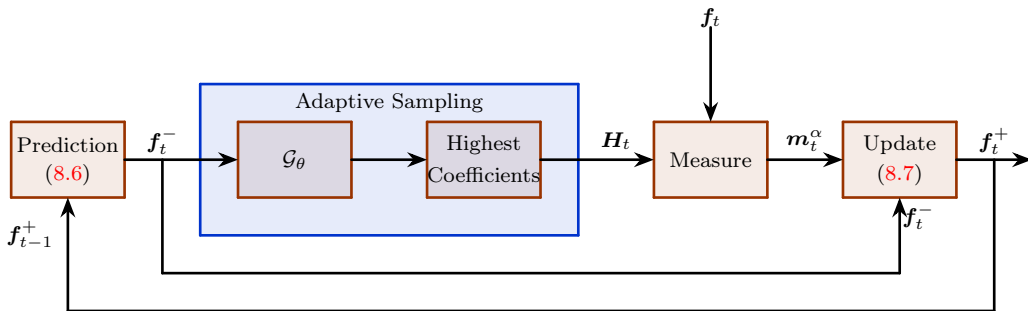 f_t
Adaptive Sampling
Prediction
(8.6)
f_t^-
𝒢_θ
Highest
Coefficients
H_t
Measure
m_t^α
Update
(8.7)
f_t^+
f_t^-
f_{t-1}^+